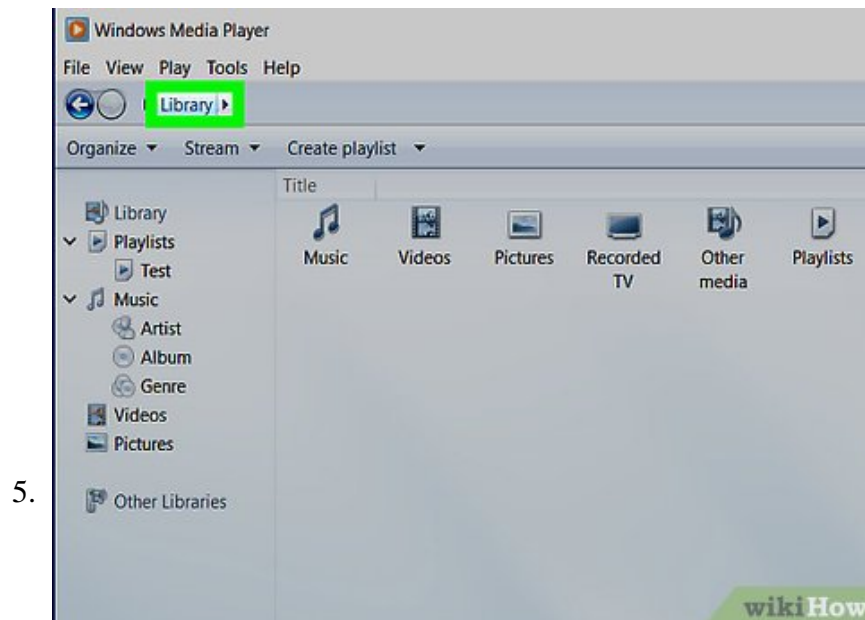 Windows Media Player
File View Play Tools Help
Library
Organize Stream Create playlist
Title
Library
Playlists
Test
Music
Artist
Album
Genre
Videos
Pictures
Other Libraries
Music Videos Pictures Recorded TV Other media Playlists
5.
wikiHow